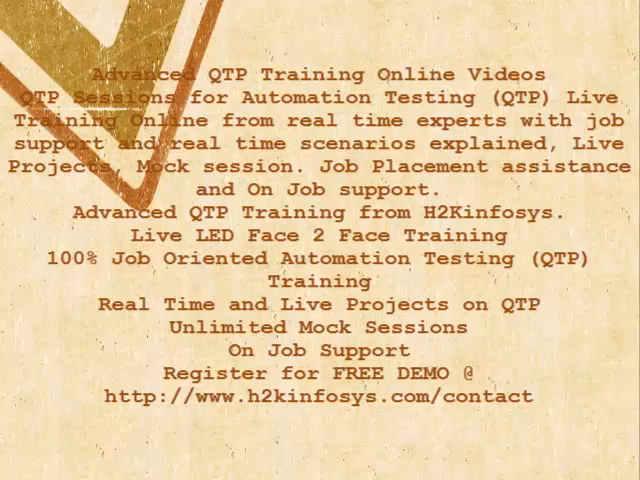 Advanced QTP Training Online Videos
QTP Sessions for Automation Testing (QTP) Live
Training Online from real time experts with job
support and real time scenarios explained, Live
Projects, Mock session. Job Placement assistance
and On Job support.
Advanced QTP Training from H2Kinfosys.
Live LED Face 2 Face Training
100% Job Oriented Automation Testing (QTP)
Training
Real Time and Live Projects on QTP
Unlimited Mock Sessions
On Job Support
Register for FREE DEMO @
http://www.h2kinfosys.com/contact